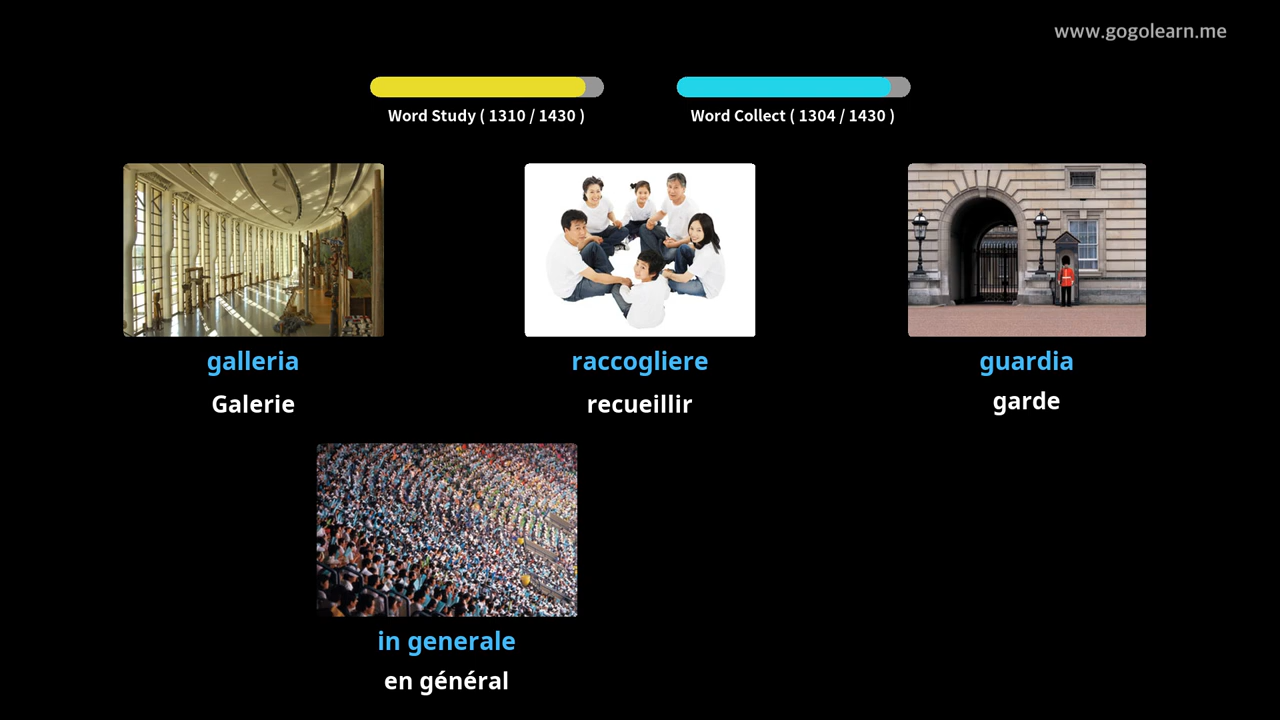 www.gogolearn.me
Word Study ( 1310 / 1430 )
Word Collect ( 1304 / 1430 )
galleria
Galerie
raccogliere
recueillir
guardia
garde
in generale
en général